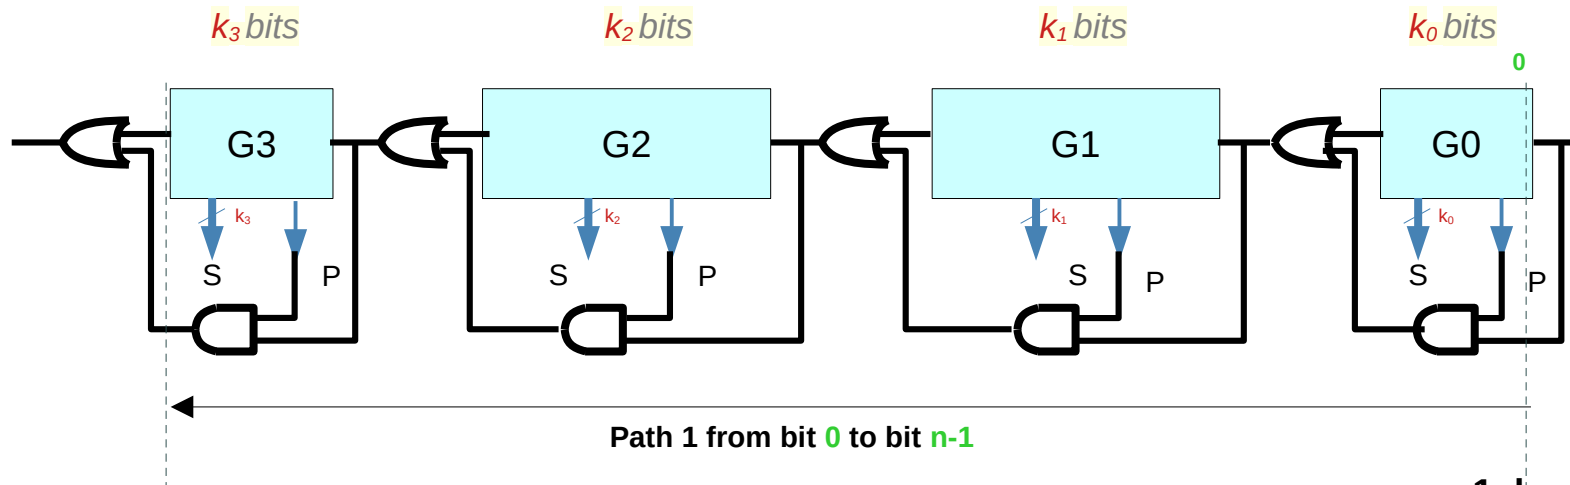 k3 bits k2 bits k1 bits k0 bits
0
G3 G2 G1 G0
k3 k2 k1 k0
S P S P S P S P
Path 1 from bit 0 to bit n-1